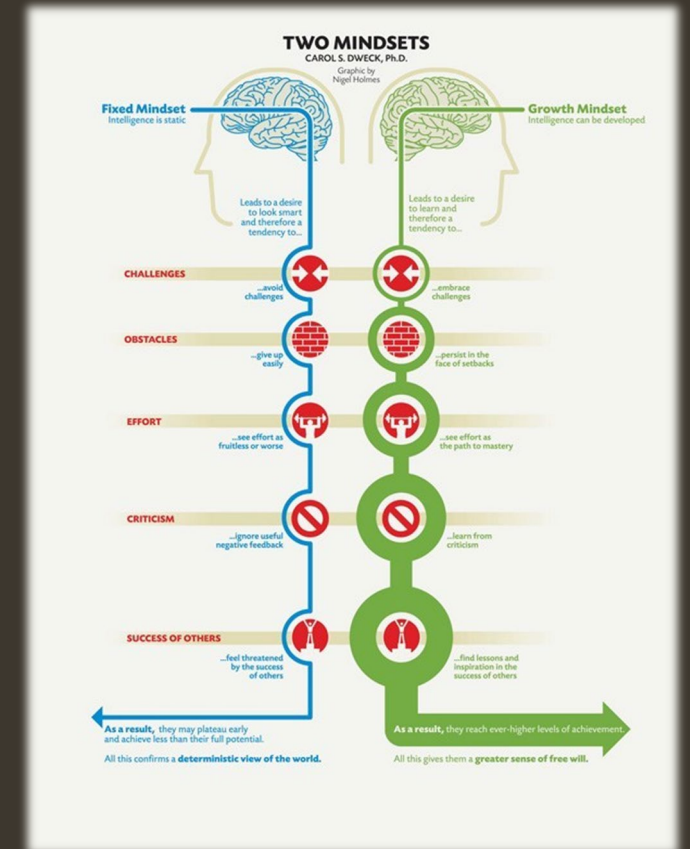 TWO MINDSETS
CAROL S. DWECK, Ph.D.
Graphic by
Nigel Holmes
Fixed Mindset
Intelligence is static
Growth Mindset
Intelligence can be developed
Leads to a desire
to look smart
and therefore a
tendency to...
Leads to a desire
to learn and
therefore a
tendency to...
CHALLENGES
...avoid
challenges
...embrace
challenges
OBSTACLES
...give up
easily
...persist in the
face of setbacks
EFFORT
...see effort as
fruitless or worse
...see effort as
the path to mastery
CRITICISM
...ignore useful
negative feedback
...learn from
criticism
SUCCESS OF OTHERS
...feel threatened
by the success
of others
...find lessons and
inspiration in the
success of others
As a result, they may plateau early
and achieve less than their full potential.
All this confirms a deterministic view of the world.
As a result, they reach ever-higher levels of achievement.
All this gives them a greater sense of free will.